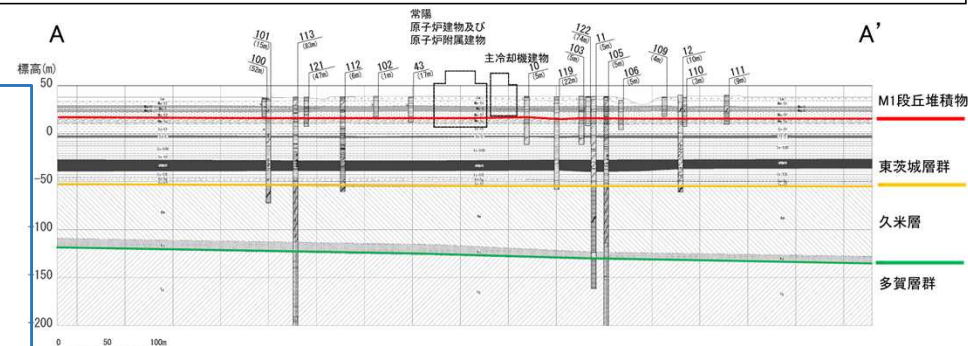 A
A’
常陽
原子炉建物及び
原子炉附属建物
主冷却機建物
101
(15m)
100
(52m)
113
(83m)
121
(47m)
112
(6m)
102
(1m)
43
(17m)
10
(5m)
119
(22m)
103
(5m)
122
(74m)
11
(5m)
105
(5m)
106
(5m)
109
(4m)
12
(10m)
110
(3m)
111
(9m)
標高(m)
50
0
-50
-100
-150
-200
M1段丘堆積物
東茨城層群
久米層
多賀層群
0 50 100m